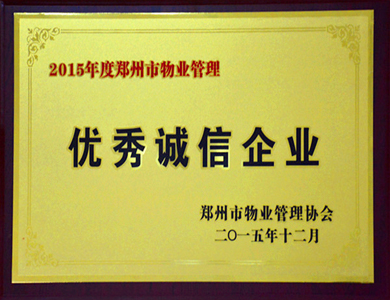 2015年度郑州市物业管理
优秀诚信企业
郑州市物业管理协会
二〇一五年十二月